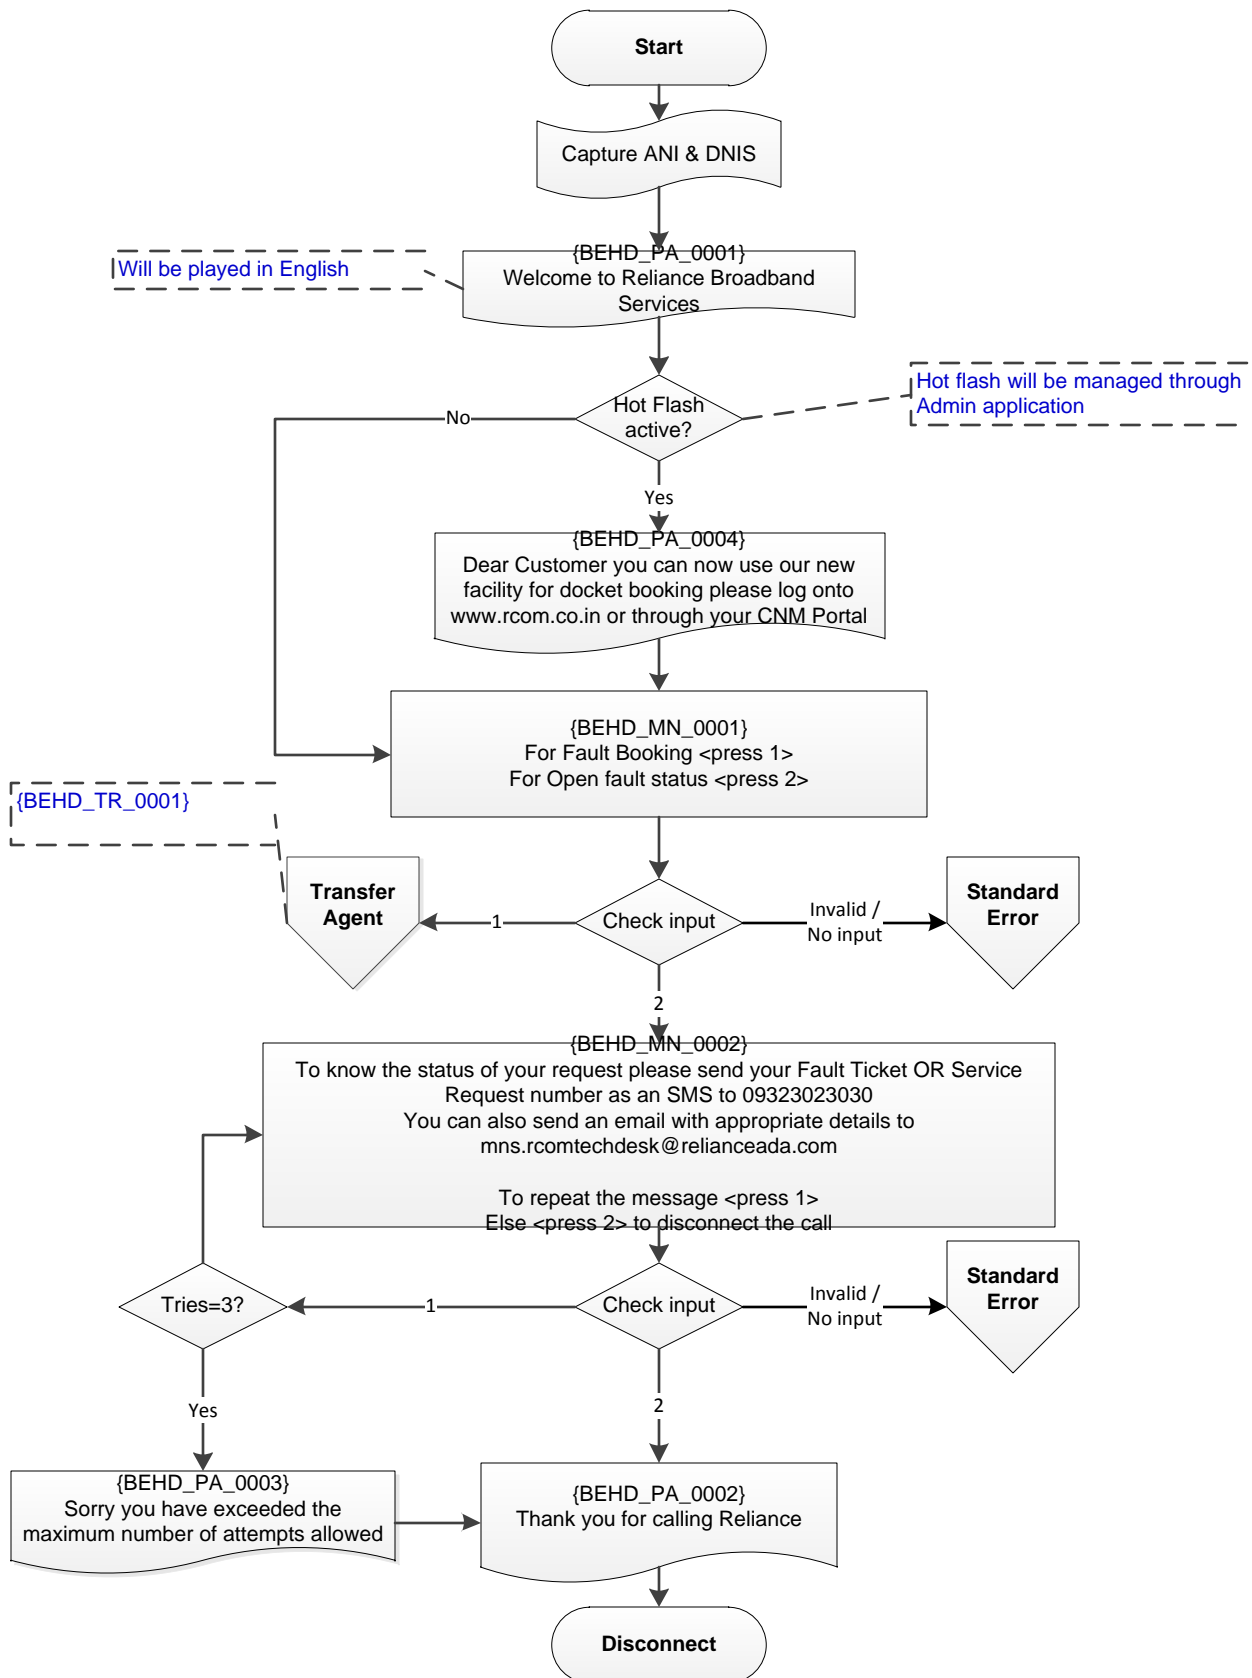 Start
Capture ANI & DNIS
{BEHD_PA_0001}
Welcome to Reliance Broadband
Services
Will be played in English
Hot Flash
active?
Hot flash will be managed through
Admin application
No
Yes
{BEHD_PA_0004}
Dear Customer you can now use our new
facility for docket booking please log onto
www.rcom.co.in or through your CNM Portal
{BEHD_MN_0001}
For Fault Booking <press 1>
For Open fault status <press 2>
{BEHD_TR_0001}
Transfer
Agent
1
Check input
Invalid /
No input
Standard
Error
2
{BEHD_MN_0002}
To know the status of your request please send your Fault Ticket OR Service
Request number as an SMS to 09323023030
You can also send an email with appropriate details to
mns.rcomtechdesk@relianceada.com
To repeat the message <press 1>
Else <press 2> to disconnect the call
Tries=3?
1
Check input
Invalid /
No input
Standard
Error
Yes
2
{BEHD_PA_0003}
Sorry you have exceeded the
maximum number of attempts allowed
{BEHD_PA_0002}
Thank you for calling Reliance
Disconnect